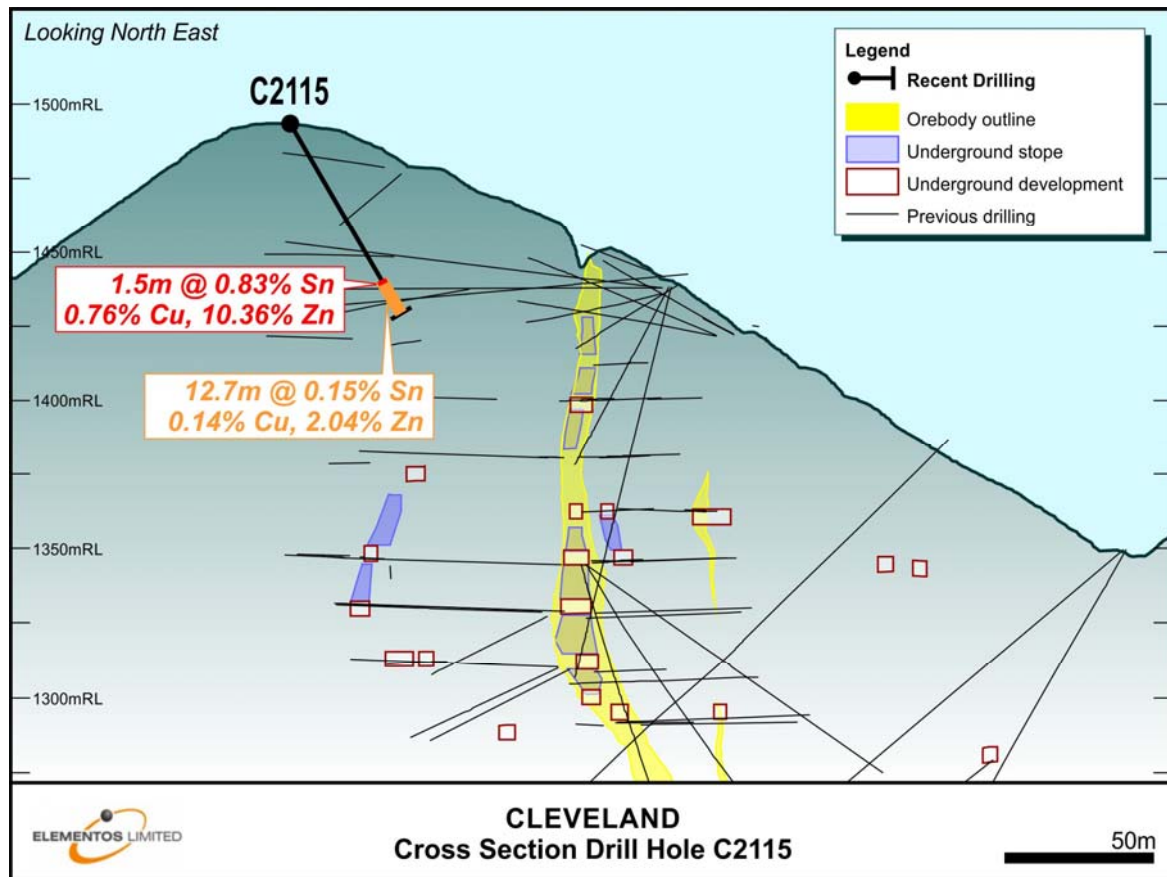 Looking North East
C2115
1500mRL
1450mRL
1400mRL
1350mRL
1300mRL
1.5m @ 0.83% Sn
0.76% Cu, 10.36% Zn
12.7m @ 0.15% Sn
0.14% Cu, 2.04% Zn
Legend
Recent Drilling
Orebody outline
Underground stope
Underground development
Previous drilling
ELEMENTOS LIMITED
CLEVELAND
Cross Section Drill Hole C2115
50m